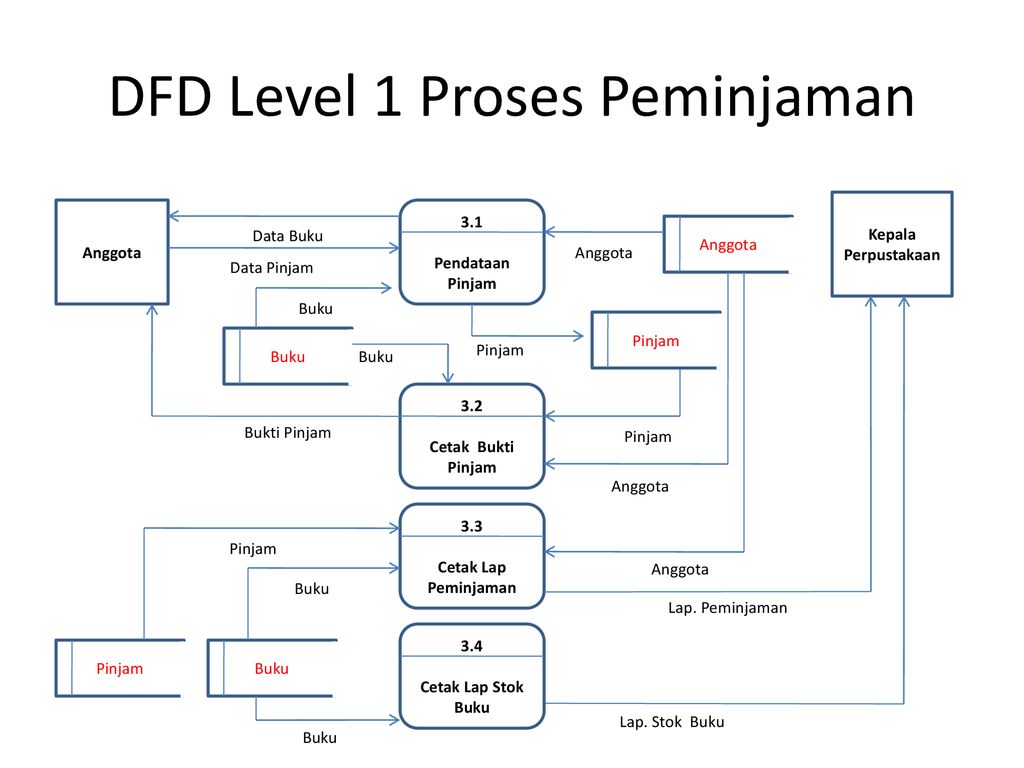 DFD Level 1 Proses Peminjaman
Anggota
Data Buku
Data Pinjam
3.1
Pendataan
Pinjam
Anggota
Anggota
Kepala
Perpustakaan
Buku
Buku
Buku
Pinjam
Pinjam
3.2
Cetak  Bukti
Pinjam
Bukti Pinjam
Pinjam
Anggota
3.3
Cetak Lap
Peminjaman
Pinjam
Buku
Anggota
Lap. Peminjaman
Pinjam
Buku
3.4
Cetak Lap Stok
Buku
Buku
Lap. Stok  Buku